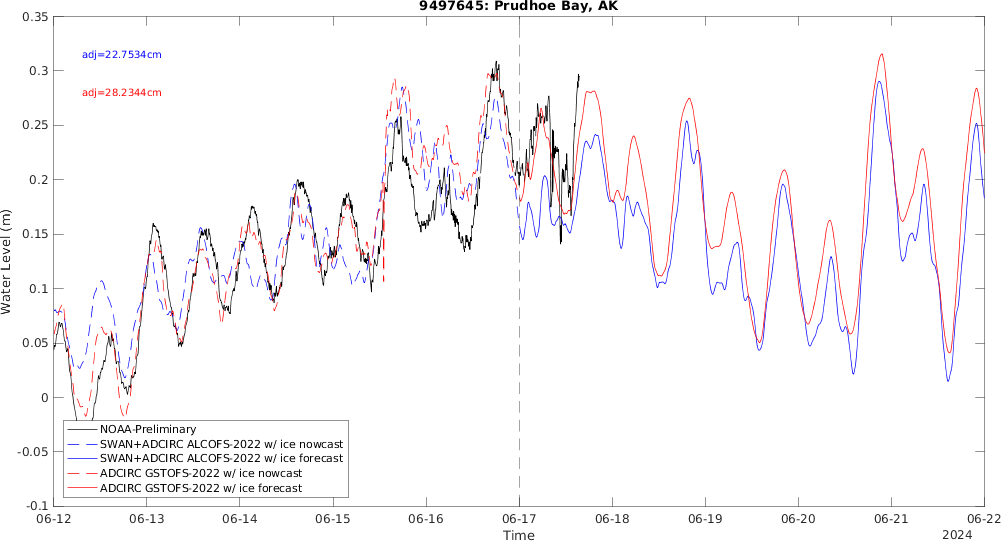 9497645: Prudhoe Bay, AK
0.35
0.3
0.25
0.2
0.15
0.1
0.05
0
-0.05
-0.1
Water Level (m)
adj=22.7534cm
adj=28.2344cm
NOAA-Preliminary
SWAN+ADCIRC ALCOFS-2022 w/ ice nowcast
SWAN+ADCIRC ALCOFS-2022 w/ ice forecast
ADCIRC GSTOFS-2022 w/ ice nowcast
ADCIRC GSTOFS-2022 w/ ice forecast
06-12 06-13 06-14 06-15 06-16 06-17 06-18 06-19 06-20 06-21 06-22
Time
2024